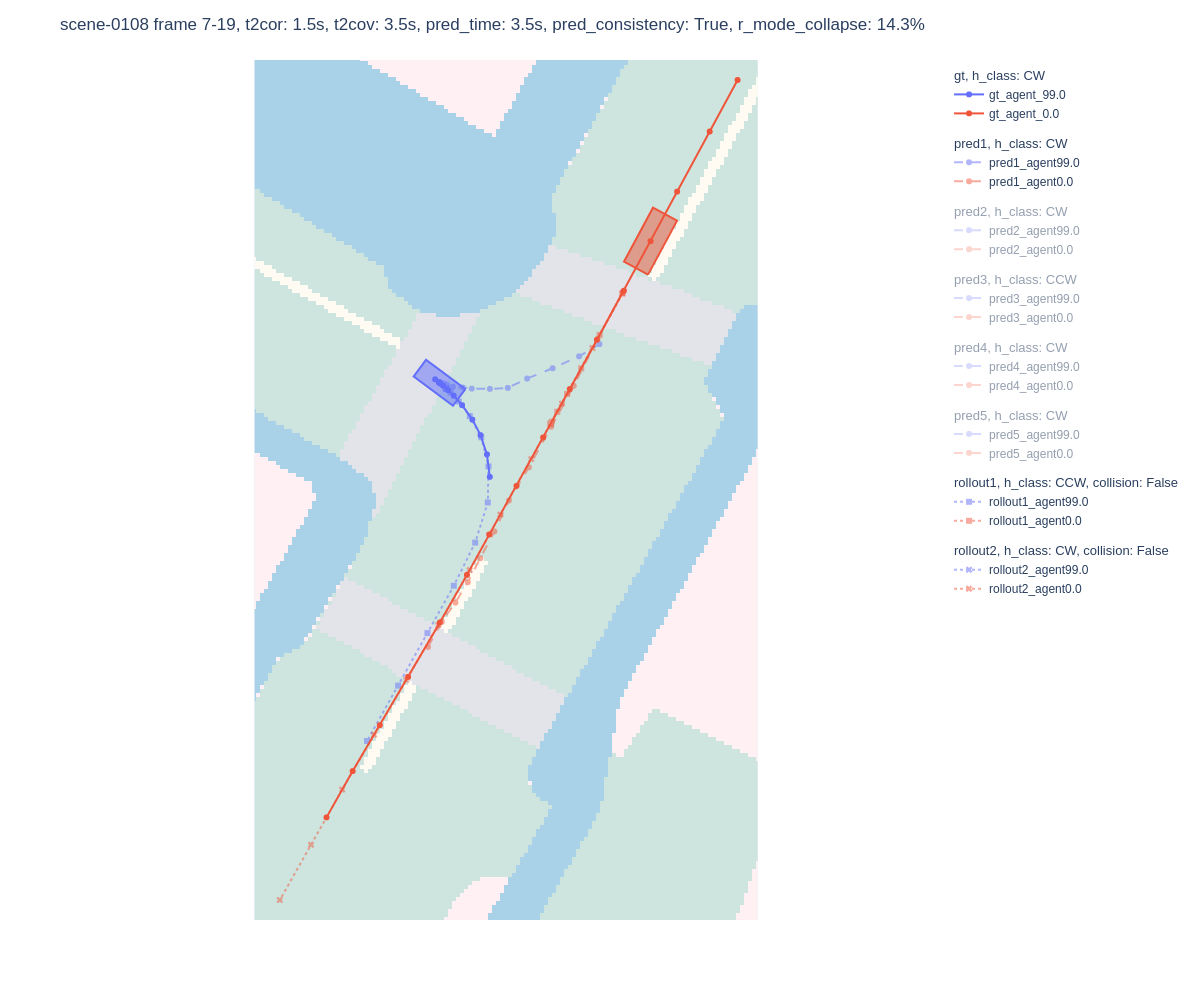 scene-0108 frame 7-19, t2cor: 1.5s, t2cov: 3.5s, pred_time: 3.5s, pred_consistency: True, r_mode_collapse: 14.3%
gt, h_class: CW
gt_agent_99.0
gt_agent_0.0
pred1, h_class: CW
pred1_agent99.0
pred1_agent0.0
pred2, h_class: CW
pred2_agent99.0
pred2_agent0.0
pred3, h_class: CCW
pred3_agent99.0
pred3_agent0.0
pred4, h_class: CW
pred4_agent99.0
pred4_agent0.0
pred5, h_class: CW
pred5_agent99.0
pred5_agent0.0
rollout1, h_class: CCW, collision: False
rollout1_agent99.0
rollout1_agent0.0
rollout2, h_class: CW, collision: False
rollout2_agent99.0
rollout2_agent0.0